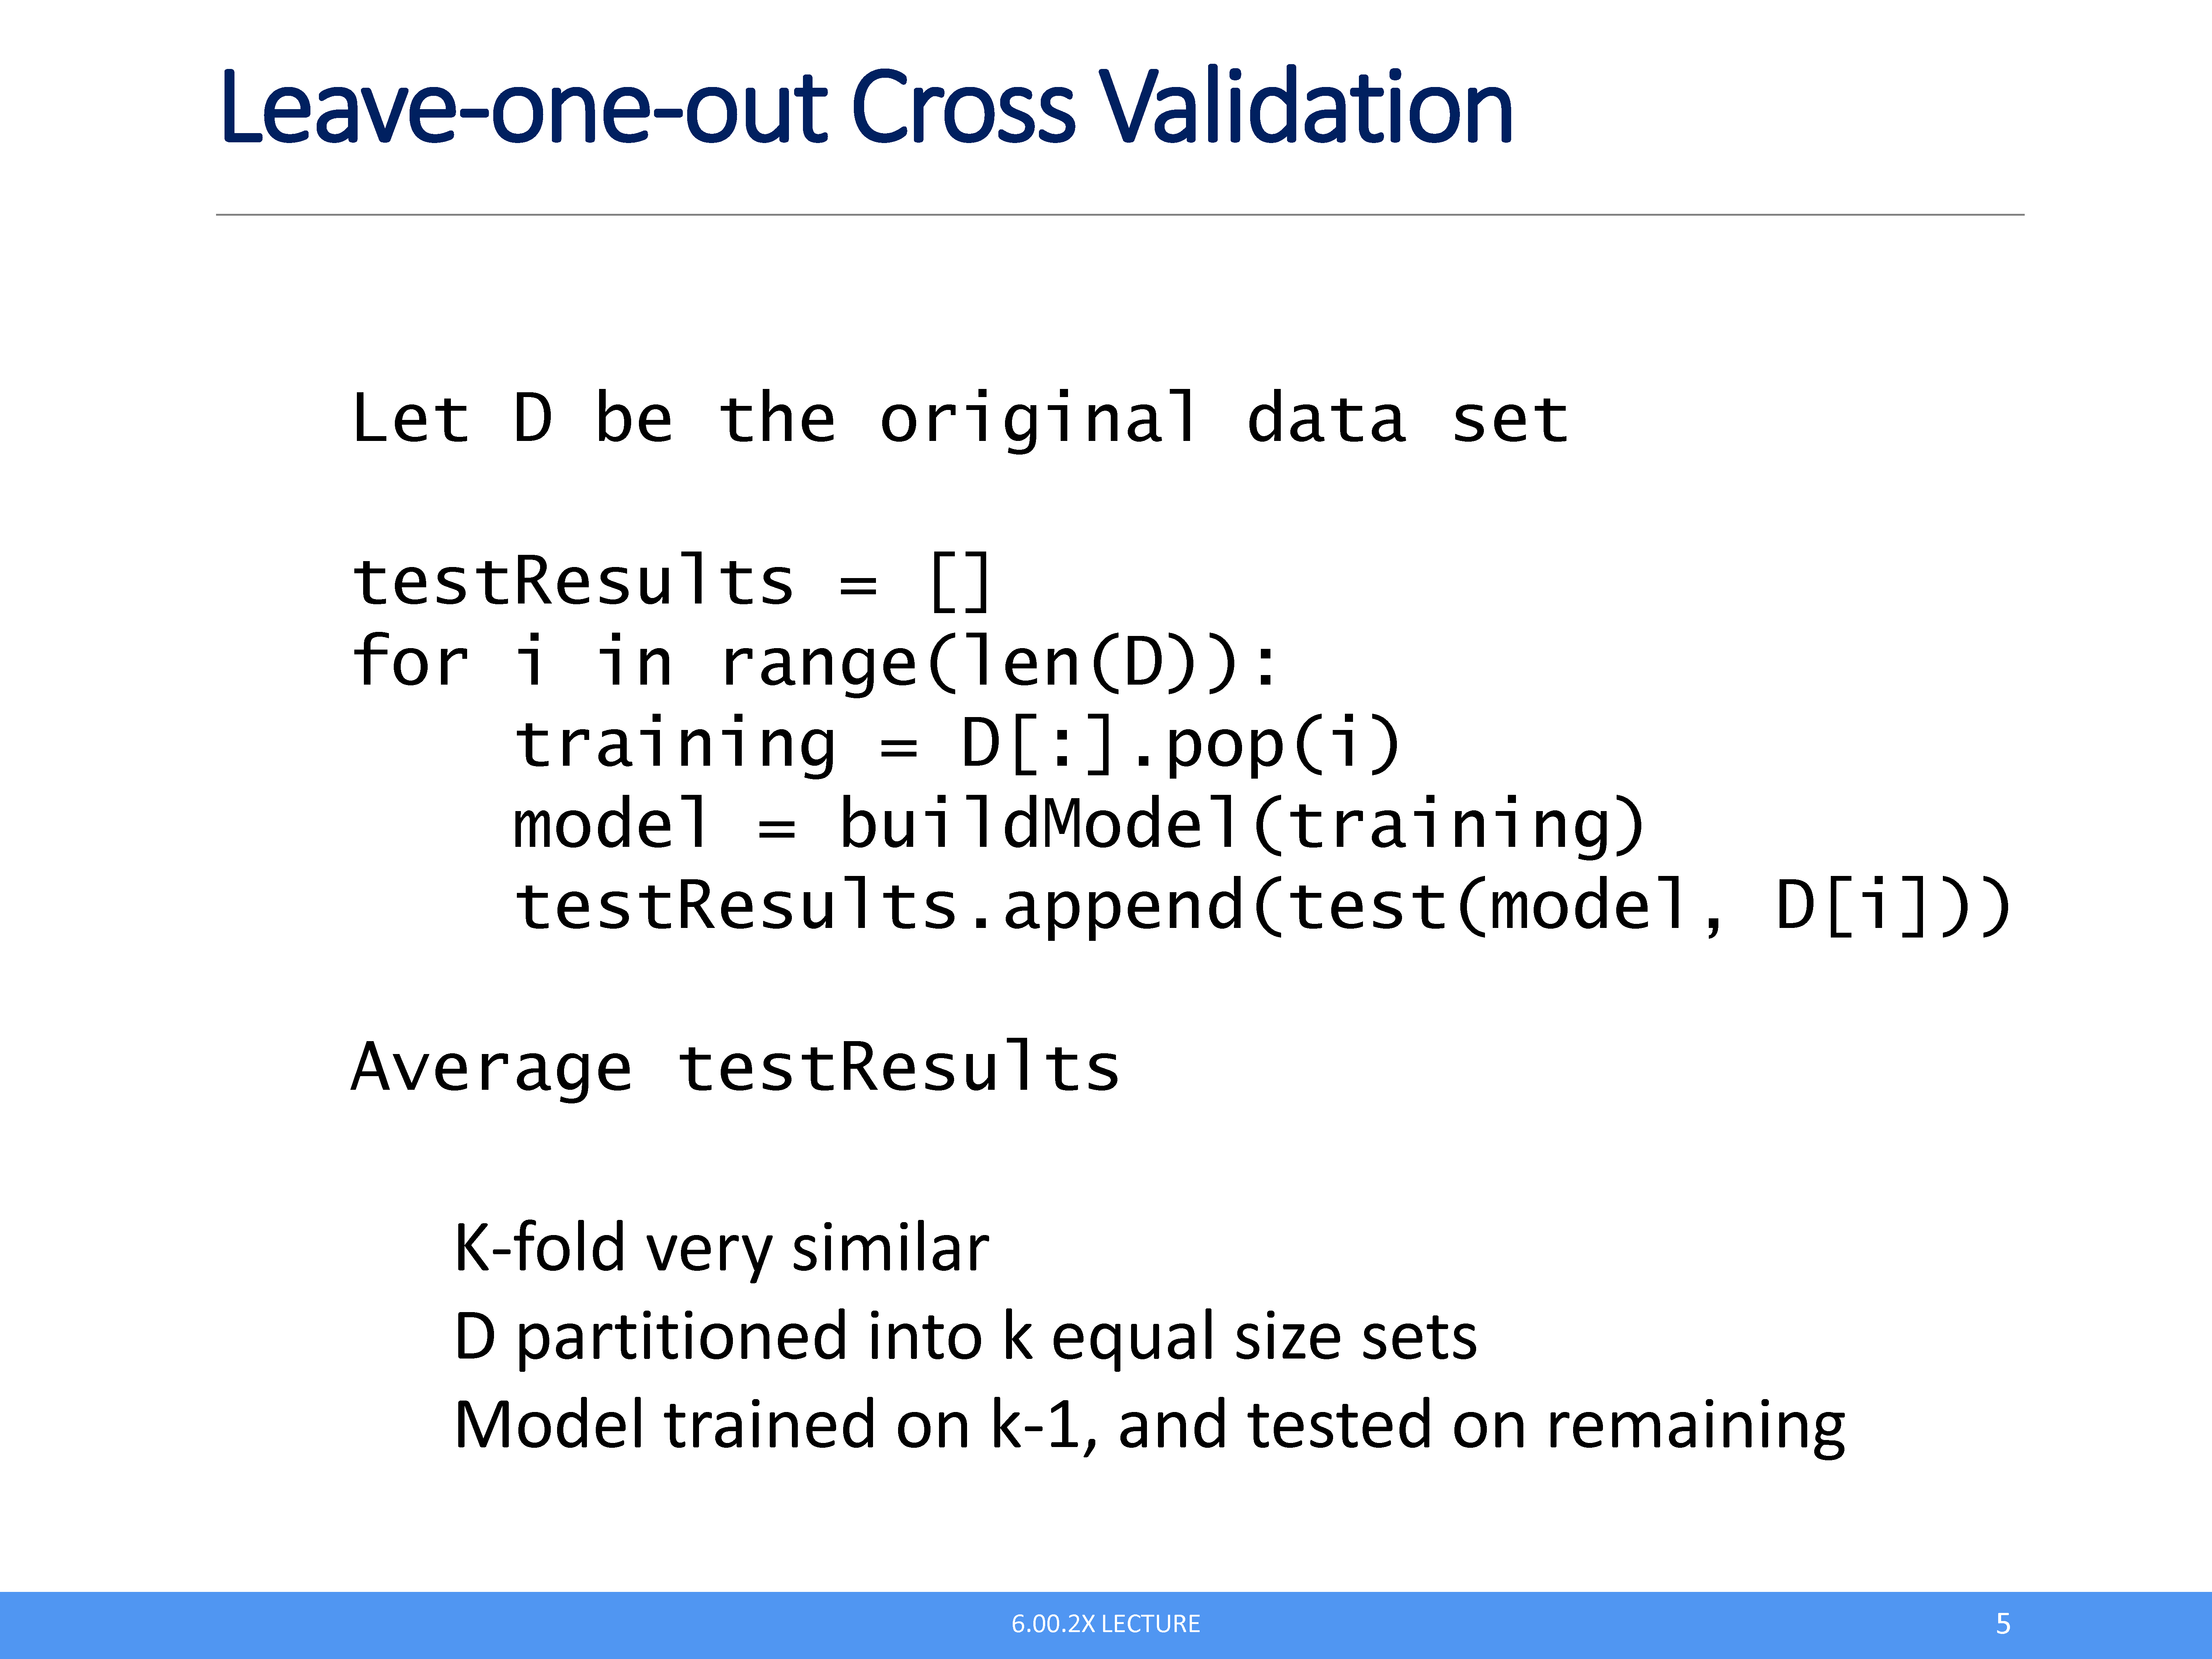 Leave-one-out Cross Validation
Let D be the original data set
testResults = []
for i in range(len(D)):
    training = D[:].pop(i)
    model = buildModel(training)
    testResults.append(test(model, D[i]))
Average testResults
K-fold very similar
D partitioned into k equal size sets
Model trained on k-1, and tested on remaining
6.00.2X LECTURE
5